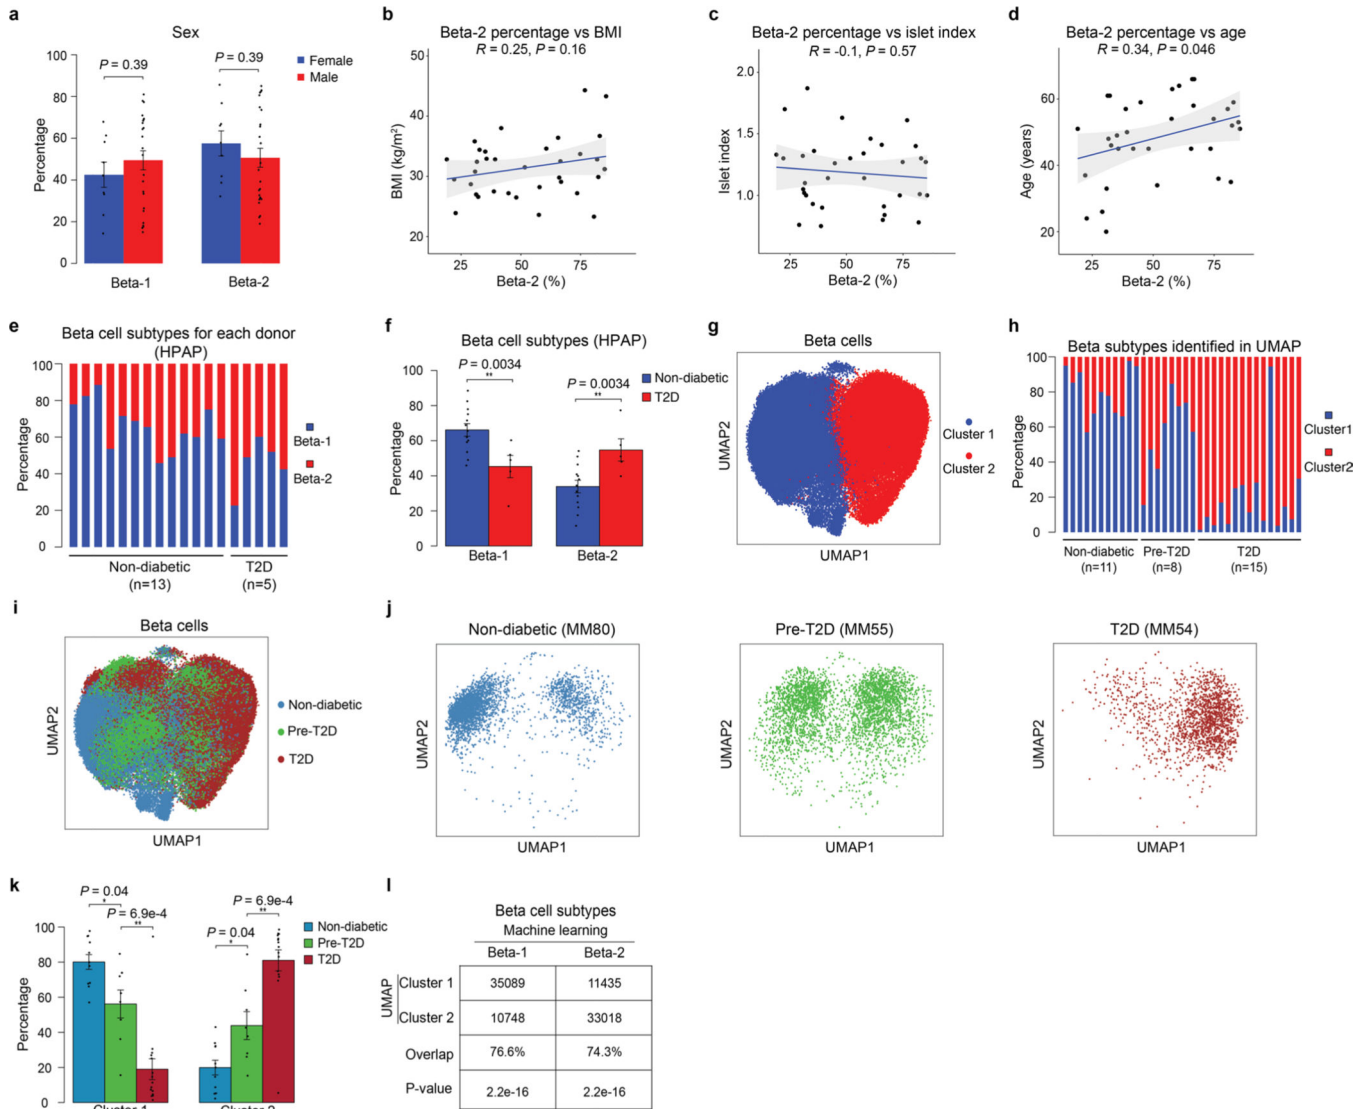 a
Sex
P = 0.39
P = 0.39
Female
Male
Percentage
100
80
60
40
20
0
Beta-1
Beta-2
b
Beta-2 percentage vs BMI
R = 0.25, P = 0.16
BMI (kg/m²)
50
40
30
20
25
50
75
Beta-2 (%)
c
Beta-2 percentage vs islet index
R = -0.1, P = 0.57
Islet index
2.0
1.5
1.0
25
50
75
Beta-2 (%)
d
Beta-2 percentage vs age
R = 0.34, P = 0.046
Age (years)
60
40
20
25
50
75
Beta-2 (%)
e
Beta cell subtypes for each donor
(HPAP)
Percentage
100
80
60
40
20
0
Beta-1
Beta-2
Non-diabetic
(n=13)
T2D
(n=5)
f
Beta cell subtypes (HPAP)
P = 0.0034
**
P = 0.0034
**
Non-diabetic
T2D
Percentage
100
80
60
40
20
0
Beta-1
Beta-2
g
Beta cells
UMAP2
UMAP1
Cluster 1
Cluster 2
h
Beta subtypes identified in UMAP
Percentage
100
80
60
40
20
0
Cluster1
Cluster2
Non-diabetic
(n=11)
Pre-T2D
(n=8)
T2D
(n=15)
i
Beta cells
UMAP2
UMAP1
Non-diabetic
Pre-T2D
T2D
j
Non-diabetic (MM80)
UMAP2
UMAP1
Pre-T2D (MM55)
UMAP2
UMAP1
T2D (MM54)
UMAP2
UMAP1
k
P = 0.04
*
P = 6.9e-4
**
P = 0.04
*
P = 6.9e-4
**
Non-diabetic
Pre-T2D
T2D
Percentage
100
80
60
40
20
0
Cluster 1
Cluster 2
l
Beta cell subtypes
Machine learning
Beta-1 Beta-2
UMAP
Cluster 1 35089 11435
Cluster 2 10748 33018
Overlap 76.6% 74.3%
P-value 2.2e-16 2.2e-16